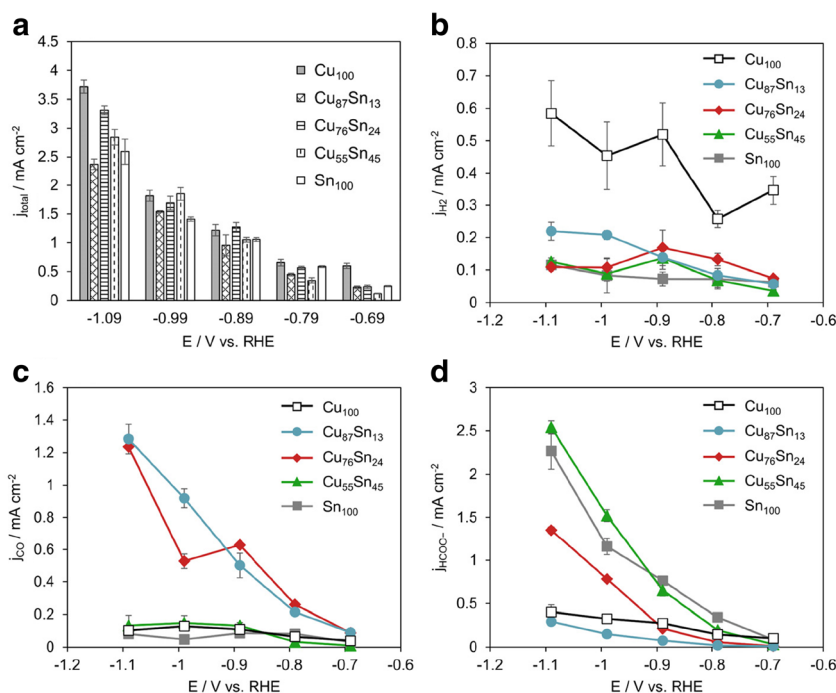 a
j_total / mA cm⁻²
4.5
4
3.5
3
2.5
2
1.5
1
0.5
0
-1.09 -0.99 -0.89 -0.79 -0.69
E / V vs. RHE
Cu₁₀₀
Cu₈₇Sn₁₃
Cu₇₆Sn₂₄
Cu₅₅Sn₄₅
Sn₁₀₀
b
j_H2 / mA cm⁻²
0.8
0.7
0.6
0.5
0.4
0.3
0.2
0.1
0
-1.2 -1.1 -1 -0.9 -0.8 -0.7 -0.6
E / V vs. RHE
Cu₁₀₀
Cu₈₇Sn₁₃
Cu₇₆Sn₂₄
Cu₅₅Sn₄₅
Sn₁₀₀
c
j_CO / mA cm⁻²
1.6
1.4
1.2
1
0.8
0.6
0.4
0.2
0
-1.2 -1.1 -1 -0.9 -0.8 -0.7 -0.6
E / V vs. RHE
Cu₁₀₀
Cu₈₇Sn₁₃
Cu₇₆Sn₂₄
Cu₅₅Sn₄₅
Sn₁₀₀
d
j_HCOC− / mA cm⁻²
3
2.5
2
1.5
1
0.5
0
-1.2 -1.1 -1 -0.9 -0.8 -0.7 -0.6
E / V vs. RHE
Cu₁₀₀
Cu₈₇Sn₁₃
Cu₇₆Sn₂₄
Cu₅₅Sn₄₅
Sn₁₀₀